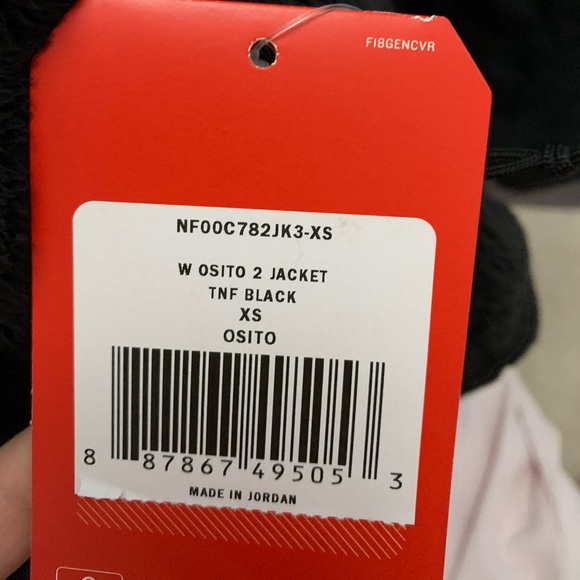 FI8GENCVR
NF00C782JK3-XS
W OSITO 2 JACKET
TNF BLACK
XS
OSITO
8 87867 49505 3
MADE IN JORDAN